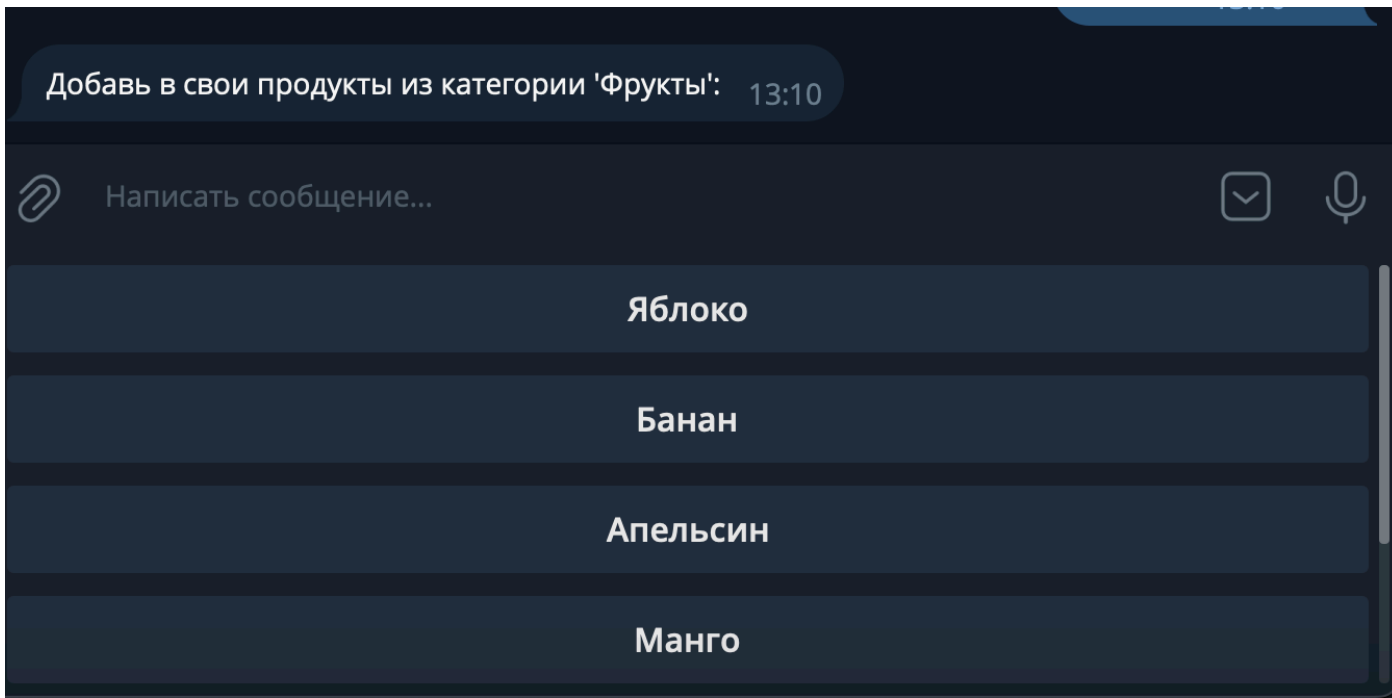 Добавь в свои продукты из категории 'Фрукты':
13:10
Написать сообщение...
Яблоко
Банан
Апельсин
Манго